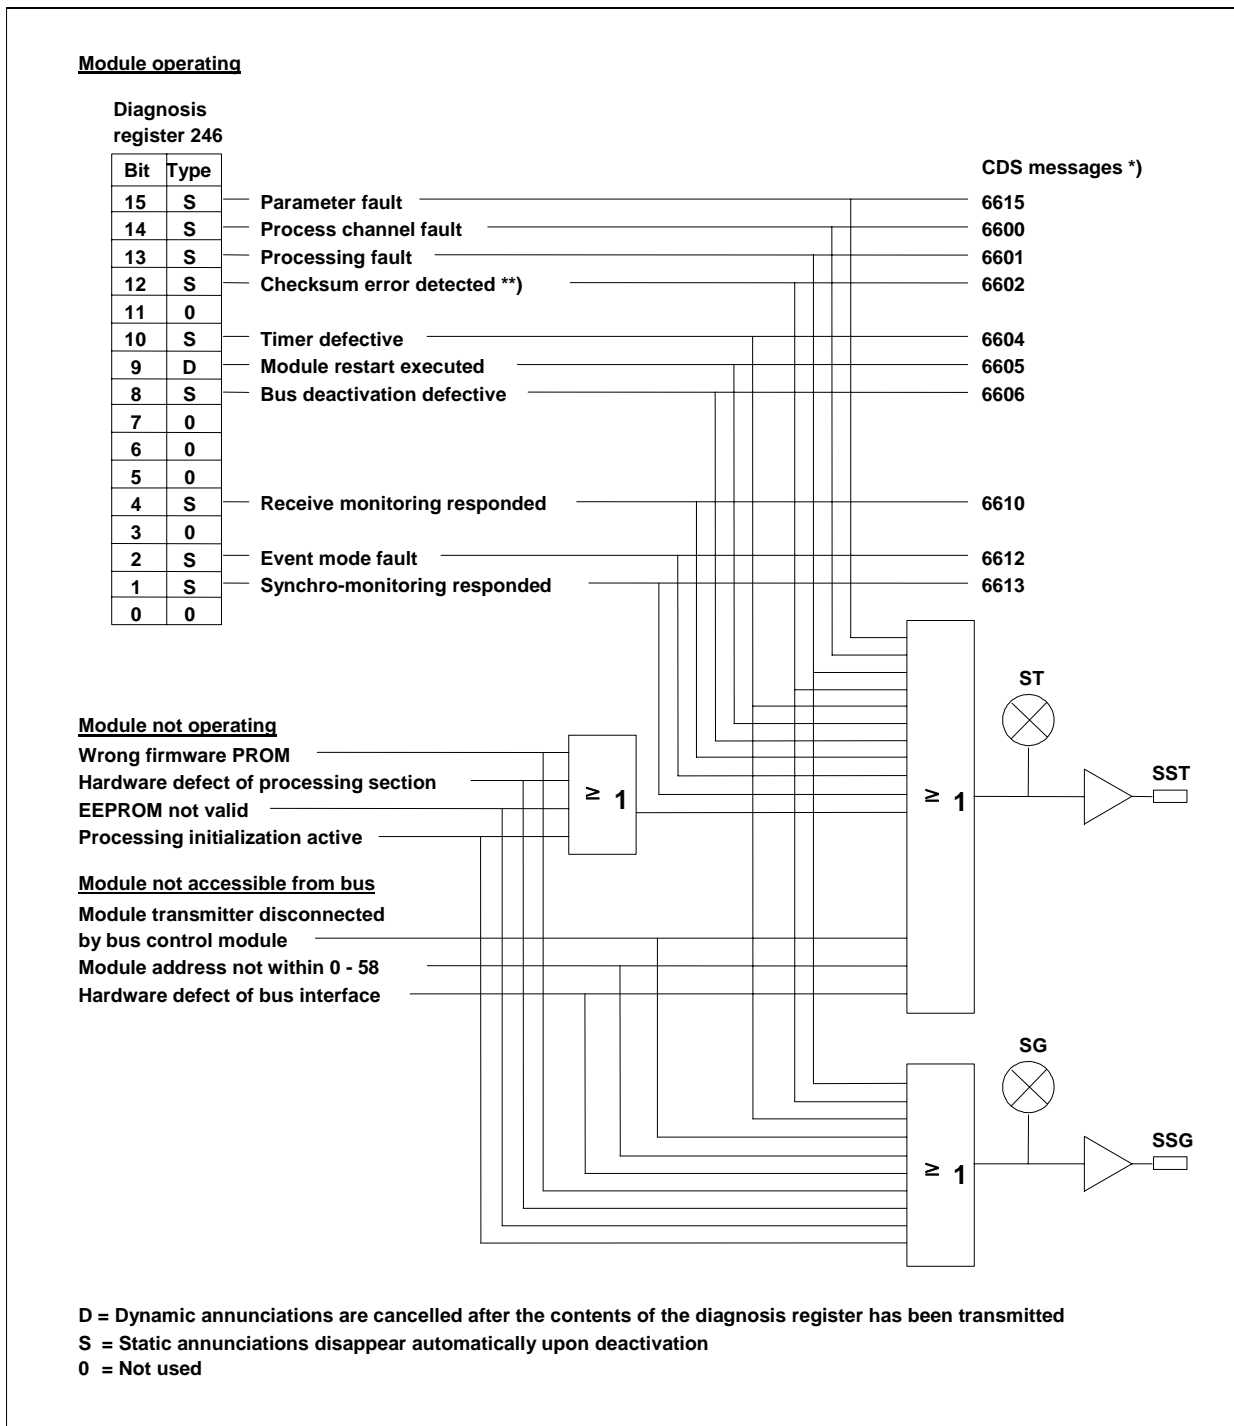 Module operating
Diagnosis
register 246
Bit Type
CDS messages *)
15 S Parameter fault 6615
14 S Process channel fault 6600
13 S Processing fault 6601
12 S Checksum error detected **) 6602
11 0
10 S Timer defective 6604
9 D Module restart executed 6605
8 S Bus deactivation defective 6606
7 0
6 0
5 0
4 S Receive monitoring responded 6610
3 0
2 S Event mode fault 6612
1 S Synchro-monitoring responded 6613
0 0
ST
SST
≥ 1
Module not operating
Wrong firmware PROM
Hardware defect of processing section
EEPROM not valid
Processing initialization active
≥ 1
Module not accessible from bus
Module transmitter disconnected
by bus control module
Module address not within 0 - 58
Hardware defect of bus interface
SG
SSG
≥ 1
D = Dynamic annunciations are cancelled after the contents of the diagnosis register has been transmitted
S = Static annunciations disappear automatically upon deactivation
0 = Not used